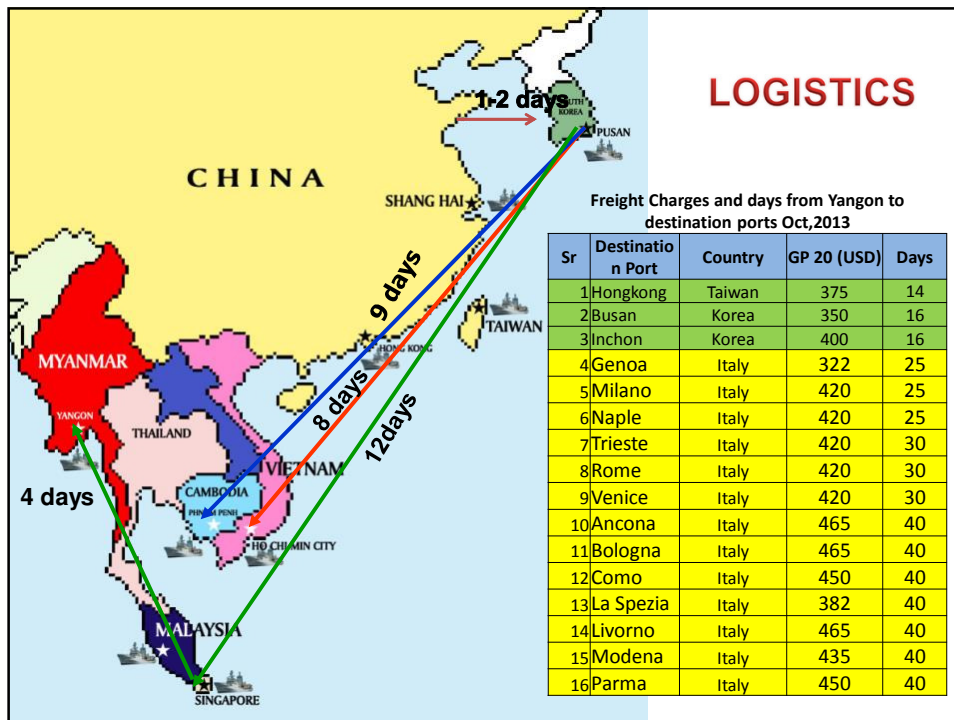 LOGISTICS
1-2 days
SOUTH
KOREA
PUSAN
CHINA
SHANG HAI
9 days
TAIWAN
HONG KONG
MYANMAR
8 days
12days
YANGON
THAILAND
VIETNAM
4 days
CAMBODIA
PHNOM PENH
HO CHI MIN CITY
MALAYSIA
SINGAPORE
Freight Charges and days from Yangon to
destination ports Oct,2013
Sr Destinatio Country GP 20 (USD) Days
n Port
1 Hongkong Taiwan 375 14
2 Busan Korea 350 16
3 Inchon Korea 400 16
4 Genoa Italy 322 25
5 Milano Italy 420 25
6 Naple Italy 420 25
7 Trieste Italy 420 30
8 Rome Italy 420 30
9 Venice Italy 420 30
10 Ancona Italy 465 40
11 Bologna Italy 465 40
12 Como Italy 450 40
13 La Spezia Italy 382 40
14 Livorno Italy 465 40
15 Modena Italy 435 40
16 Parma Italy 450 40